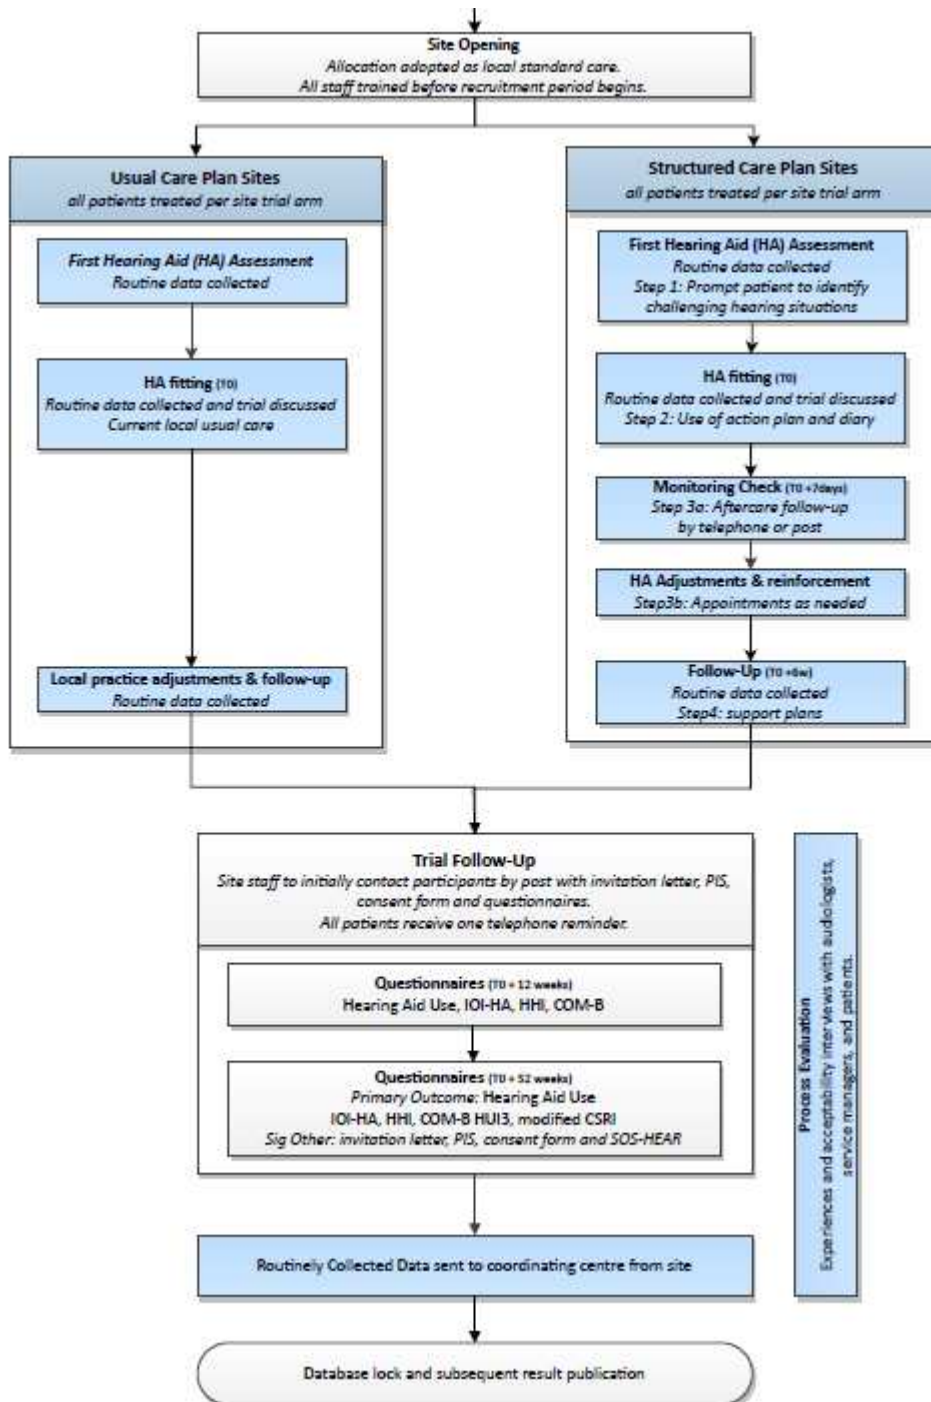 Site Opening
Allocation adopted as local standard care.
All staff trained before recruitment period begins.
Usual Care Plan Sites
all patients treated per site trial arm
First Hearing Aid (HA) Assessment
Routine data collected
HA fitting (T0)
Routine data collected and trial discussed
Current local usual care
Local practice adjustments & follow-up
Routine data collected
Structured Care Plan Sites
all patients treated per site trial arm
First Hearing Aid (HA) Assessment
Routine data collected
Step 1: Prompt patient to identify
challenging hearing situations
HA fitting (T0)
Routine data collected and trial discussed
Step 2: Use of action plan and diary
Monitoring Check (T0 +7days)
Step 3a: Aftercare follow-up
by telephone or post
HA Adjustments & reinforcement
Step3b: Appointments as needed
Follow-Up (T0 +6w)
Routine data collected
Step4: support plans
Trial Follow-Up
Site staff to initially contact participants by post with invitation letter, PIS,
consent form and questionnaires.
All patients receive one telephone reminder.
Questionnaires (T0 + 12 weeks)
Hearing Aid Use, IOI-HA, HHI, COM-B
Questionnaires (T0 + 52 weeks)
Primary Outcome: Hearing Aid Use
IOI-HA, HHI, COM-B HUI3, modified CSRI
Sig Other: invitation letter, PIS, consent form and SOS-HEAR
Process Evaluation
Experiences and acceptability interviews with audiologists,
service managers, and patients.
Routinely Collected Data sent to coordinating centre from site
Database lock and subsequent result publication